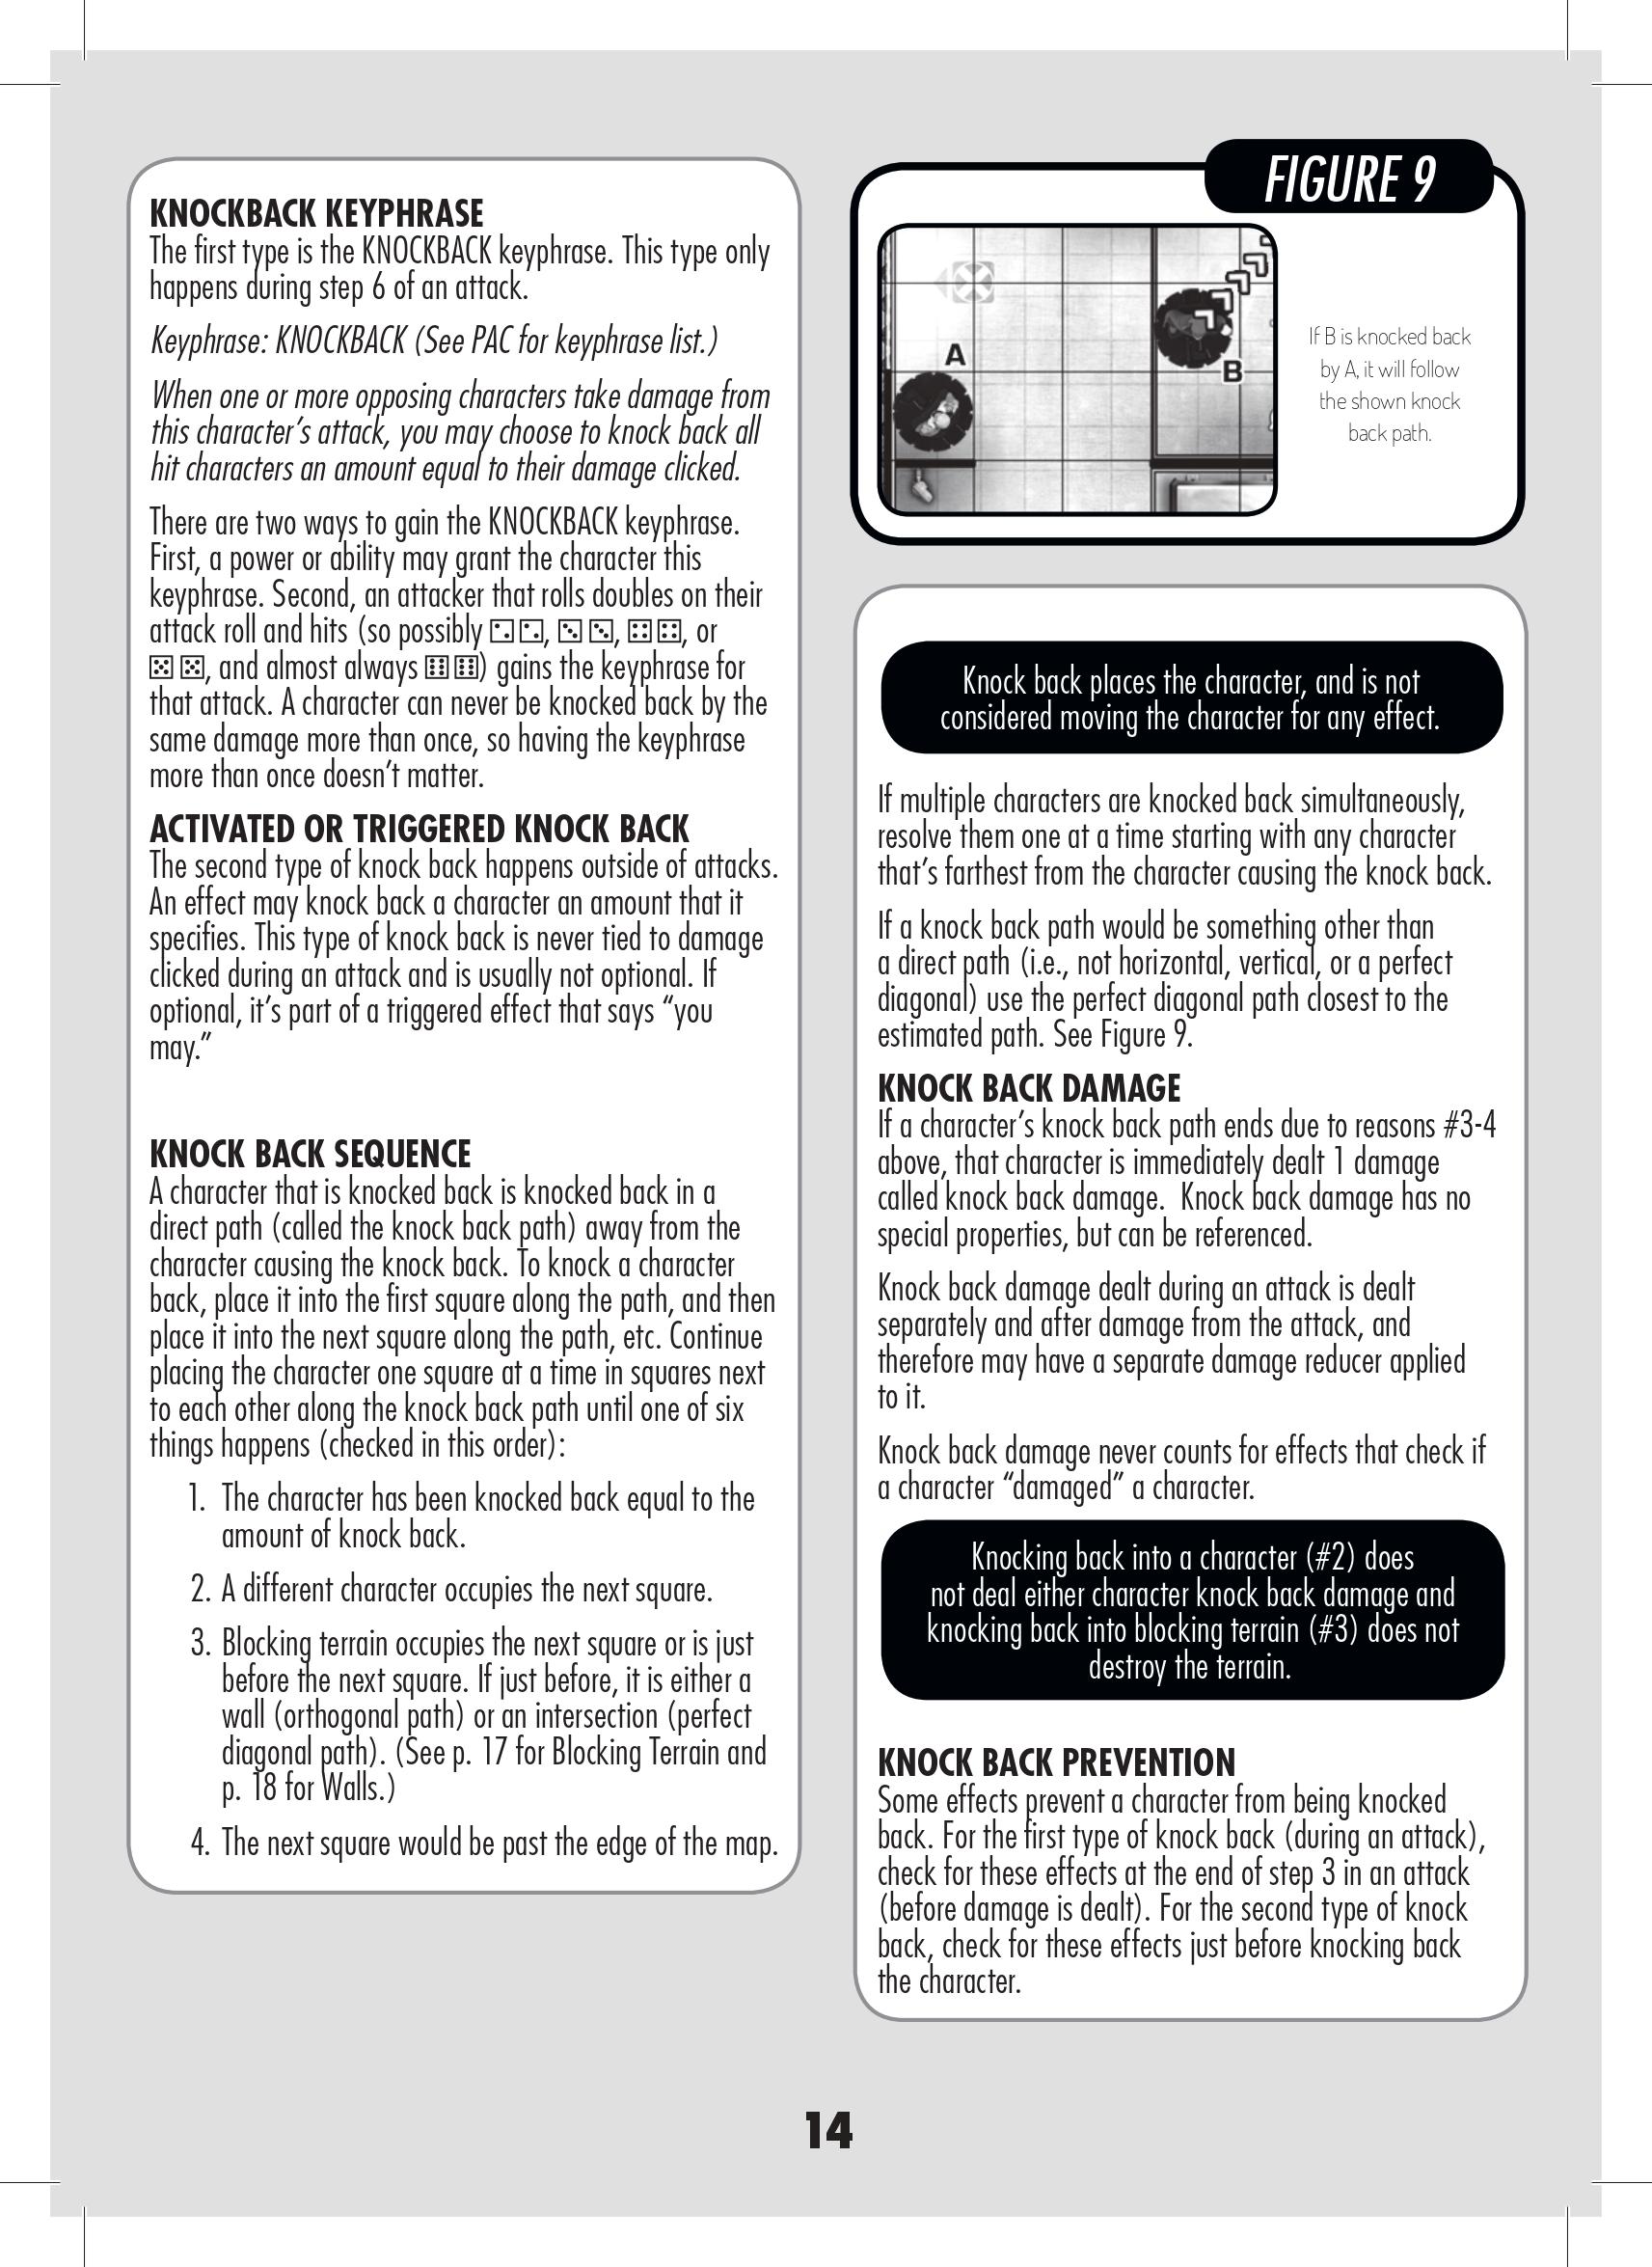 KNOCKBACK KEYPHRASE
The first type is the KNOCKBACK keyphrase. This type only
happens during step 6 of an attack.
Keyphrase: KNOCKBACK (See PAC for keyphrase list.)
When one or more opposing characters take damage from
this character’s attack, you may choose to knock back all
hit characters an amount equal to their damage clicked.
There are two ways to gain the KNOCKBACK keyphrase.
First, a power or ability may grant the character this
keyphrase. Second, an attacker that rolls doubles on their
attack roll and hits (so possibly ⚁⚁, ⚂⚂, ⚃⚃, or
⚄⚄, and almost always ⚅⚅) gains the keyphrase for
that attack. A character can never be knocked back by the
same damage more than once, so having the keyphrase
more than once doesn’t matter.
ACTIVATED OR TRIGGERED KNOCK BACK
The second type of knock back happens outside of attacks.
An effect may knock back a character an amount that it
specifies. This type of knock back is never tied to damage
clicked during an attack and is usually not optional. If
optional, it’s part of a triggered effect that says “you
may.”
KNOCK BACK SEQUENCE
A character that is knocked back is knocked back in a
direct path (called the knock back path) away from the
character causing the knock back. To knock a character
back, place it into the first square along the path, and then
place it into the next square along the path, etc. Continue
placing the character one square at a time in squares next
to each other along the knock back path until one of six
things happens (checked in this order):
1. The character has been knocked back equal to the
amount of knock back.
2. A different character occupies the next square.
3. Blocking terrain occupies the next square or is just
before the next square. If just before, it is either a
wall (orthogonal path) or an intersection (perfect
diagonal path). (See p. 17 for Blocking Terrain and
p. 18 for Walls.)
4. The next square would be past the edge of the map.
FIGURE 9
A
B
If B is knocked back
by A, it will follow
the shown knock
back path.
Knock back places the character, and is not
considered moving the character for any effect.
If multiple characters are knocked back simultaneously,
resolve them one at a time starting with any character
that’s farthest from the character causing the knock back.
If a knock back path would be something other than
a direct path (i.e., not horizontal, vertical, or a perfect
diagonal) use the perfect diagonal path closest to the
estimated path. See Figure 9.
KNOCK BACK DAMAGE
If a character’s knock back path ends due to reasons #3-4
above, that character is immediately dealt 1 damage
called knock back damage.  Knock back damage has no
special properties, but can be referenced.
Knock back damage dealt during an attack is dealt
separately and after damage from the attack, and
therefore may have a separate damage reducer applied
to it.
Knock back damage never counts for effects that check if
a character “damaged” a character.
Knocking back into a character (#2) does
not deal either character knock back damage and
knocking back into blocking terrain (#3) does not
destroy the terrain.
KNOCK BACK PREVENTION
Some effects prevent a character from being knocked
back. For the first type of knock back (during an attack),
check for these effects at the end of step 3 in an attack
(before damage is dealt). For the second type of knock
back, check for these effects just before knocking back
the character.
14